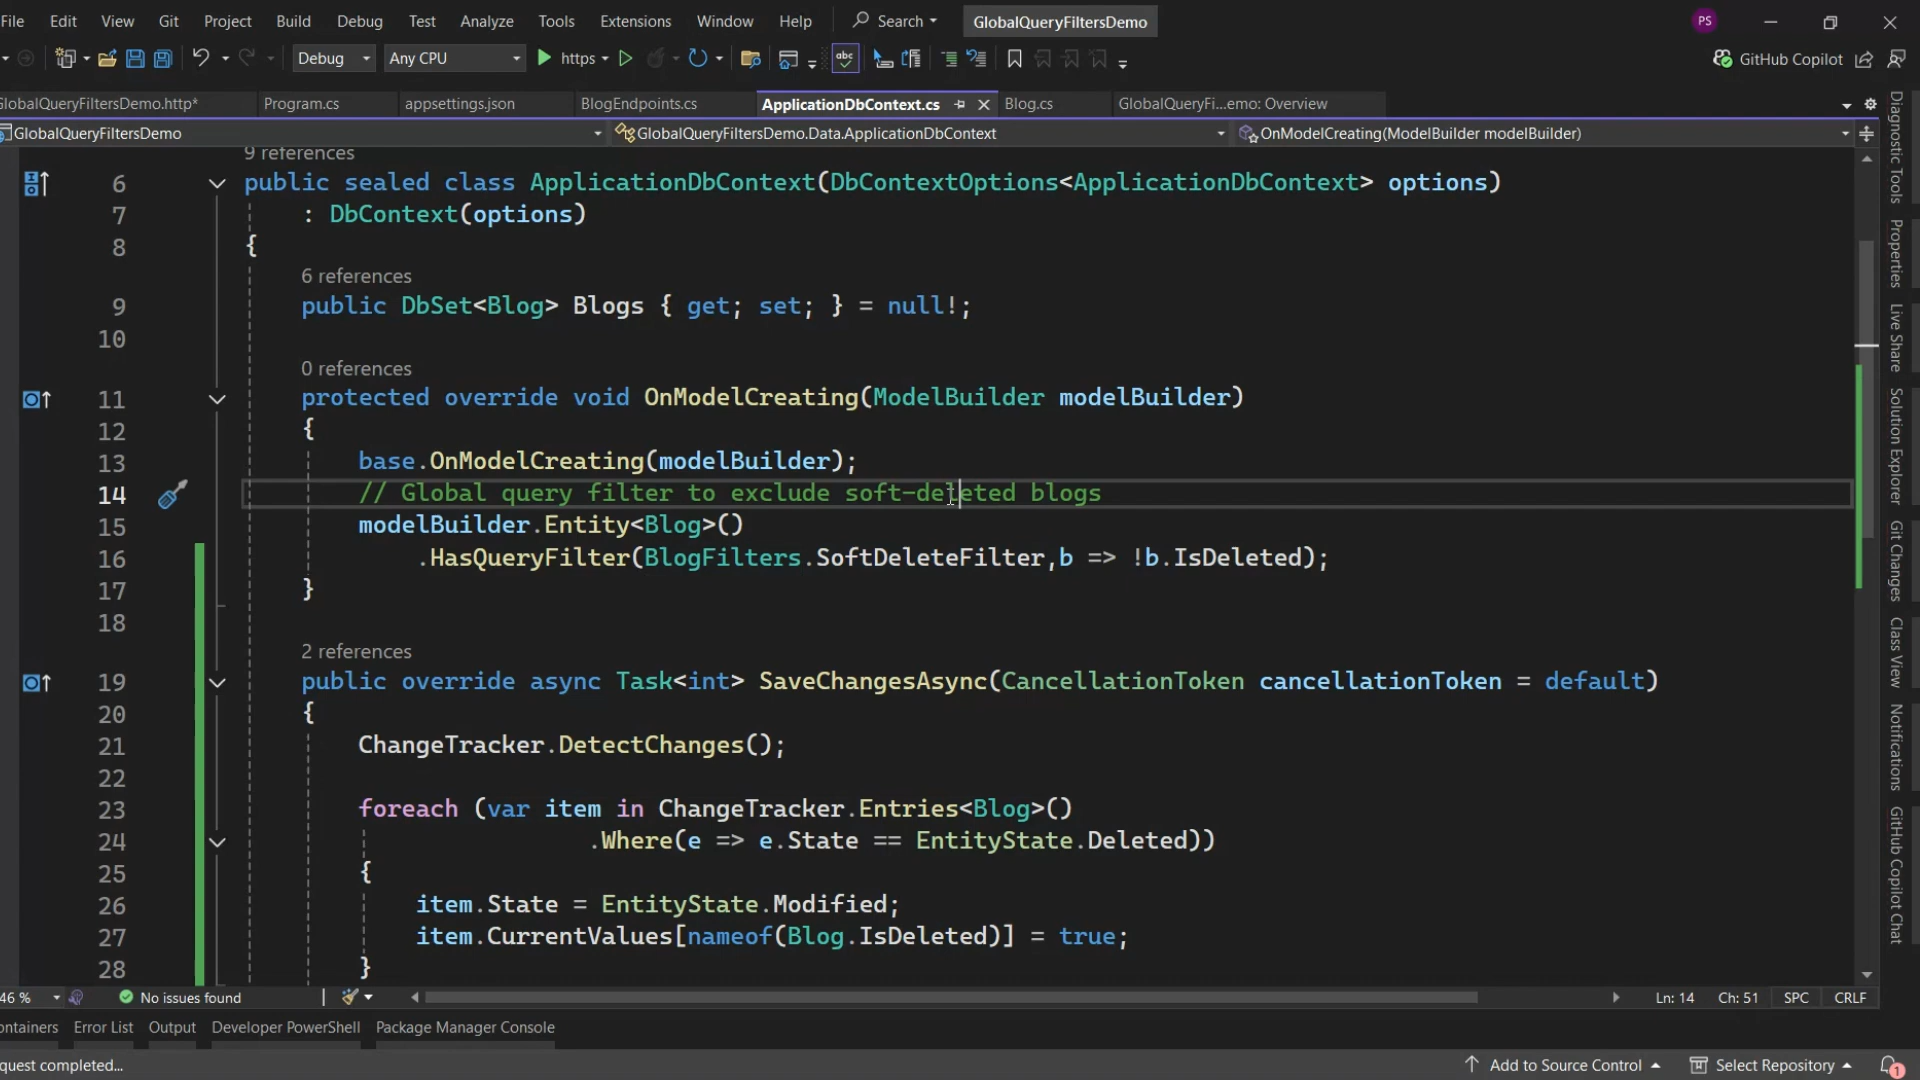 File Edit View Git Project Build Debug Test Analyze Tools Extensions Window Help Search GlobalQueryFiltersDemo PS
Debug Any CPU https abc GitHub Copilot
GlobalQueryFiltersDemo.http* Program.cs appsettings.json BlogEndpoints.cs ApplicationDbContext.cs Blog.cs GlobalQueryFi...emo: Overview
GlobalQueryFiltersDemo GlobalQueryFiltersDemo.Data.ApplicationDbContext OnModelCreating(ModelBuilder modelBuilder)
9 references
6 public sealed class ApplicationDbContext(DbContextOptions<ApplicationDbContext> options)
7 : DbContext(options)
8 {
6 references
9 public DbSet<Blog> Blogs { get; set; } = null!;
10
0 references
11 protected override void OnModelCreating(ModelBuilder modelBuilder)
12 {
13 base.OnModelCreating(modelBuilder);
14 // Global query filter to exclude soft-deleted blogs
15 modelBuilder.Entity<Blog>()
16 .HasQueryFilter(BlogFilters.SoftDeleteFilter,b => !b.IsDeleted);
17 }
18
2 references
19 public override async Task<int> SaveChangesAsync(CancellationToken cancellationToken = default)
20 {
21 ChangeTracker.DetectChanges();
22
23 foreach (var item in ChangeTracker.Entries<Blog>()
24 .Where(e => e.State == EntityState.Deleted))
25 {
26 item.State = EntityState.Modified;
27 item.CurrentValues[nameof(Blog.IsDeleted)] = true;
28 }
46 % No issues found Ln: 14 Ch: 51 SPC CRLF
ontainers Error List Output Developer PowerShell Package Manager Console
quest completed... Add to Source Control Select Repository 1
Diagnostic Tools
Properties
Live Share
Solution Explorer
Git Changes
Class View
Notifications
GitHub Copilot Chat